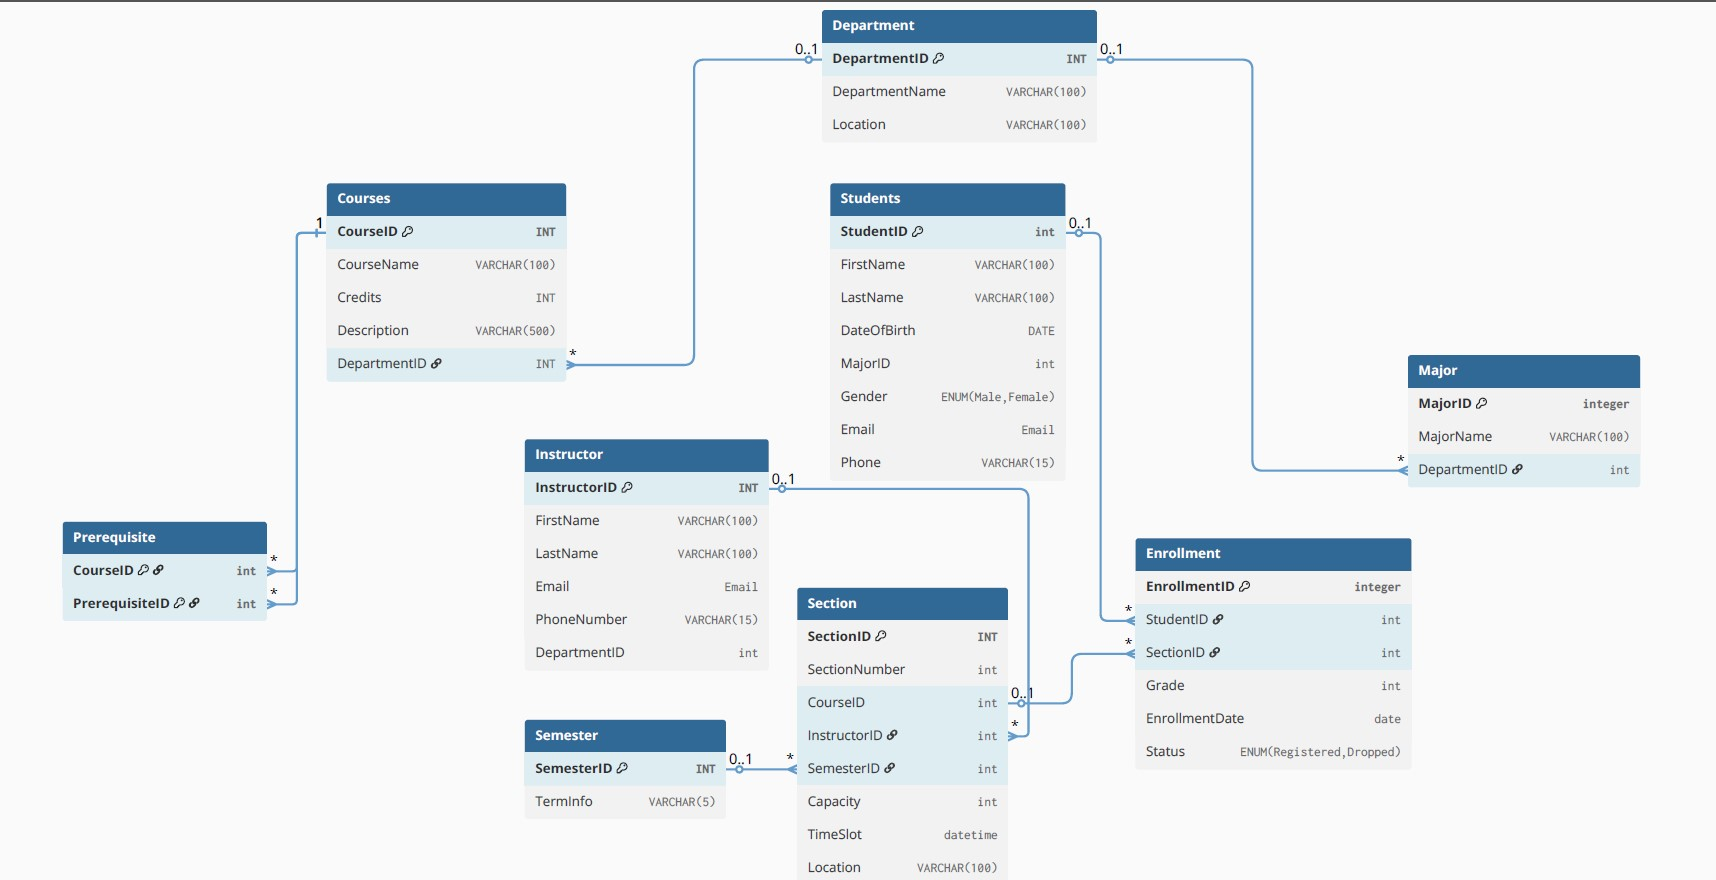 Department
0..1
DepartmentID INT
0..1
DepartmentName VARCHAR(100)
Location VARCHAR(100)
Courses
1
CourseID INT
CourseName VARCHAR(100)
Credits INT
Description VARCHAR(500)
DepartmentID INT
*
Students
StudentID int
0..1
FirstName VARCHAR(100)
LastName VARCHAR(100)
DateOfBirth DATE
MajorID int
Gender ENUM(Male,Female)
Email Email
Phone VARCHAR(15)
Major
MajorID integer
MajorName VARCHAR(100)
*
DepartmentID int
Instructor
InstructorID INT
0..1
FirstName VARCHAR(100)
LastName VARCHAR(100)
Email Email
PhoneNumber VARCHAR(15)
DepartmentID int
Prerequisite
CourseID int
*
PrerequisiteID int
*
Enrollment
EnrollmentID integer
*
StudentID int
*
SectionID int
Grade int
EnrollmentDate date
Status ENUM(Registered,Dropped)
Section
SectionID INT
SectionNumber int
CourseID int
0..1
InstructorID int
*
SemesterID int
*
Capacity int
TimeSlot datetime
Location VARCHAR(100)
Semester
SemesterID INT
0..1
TermInfo VARCHAR(5)